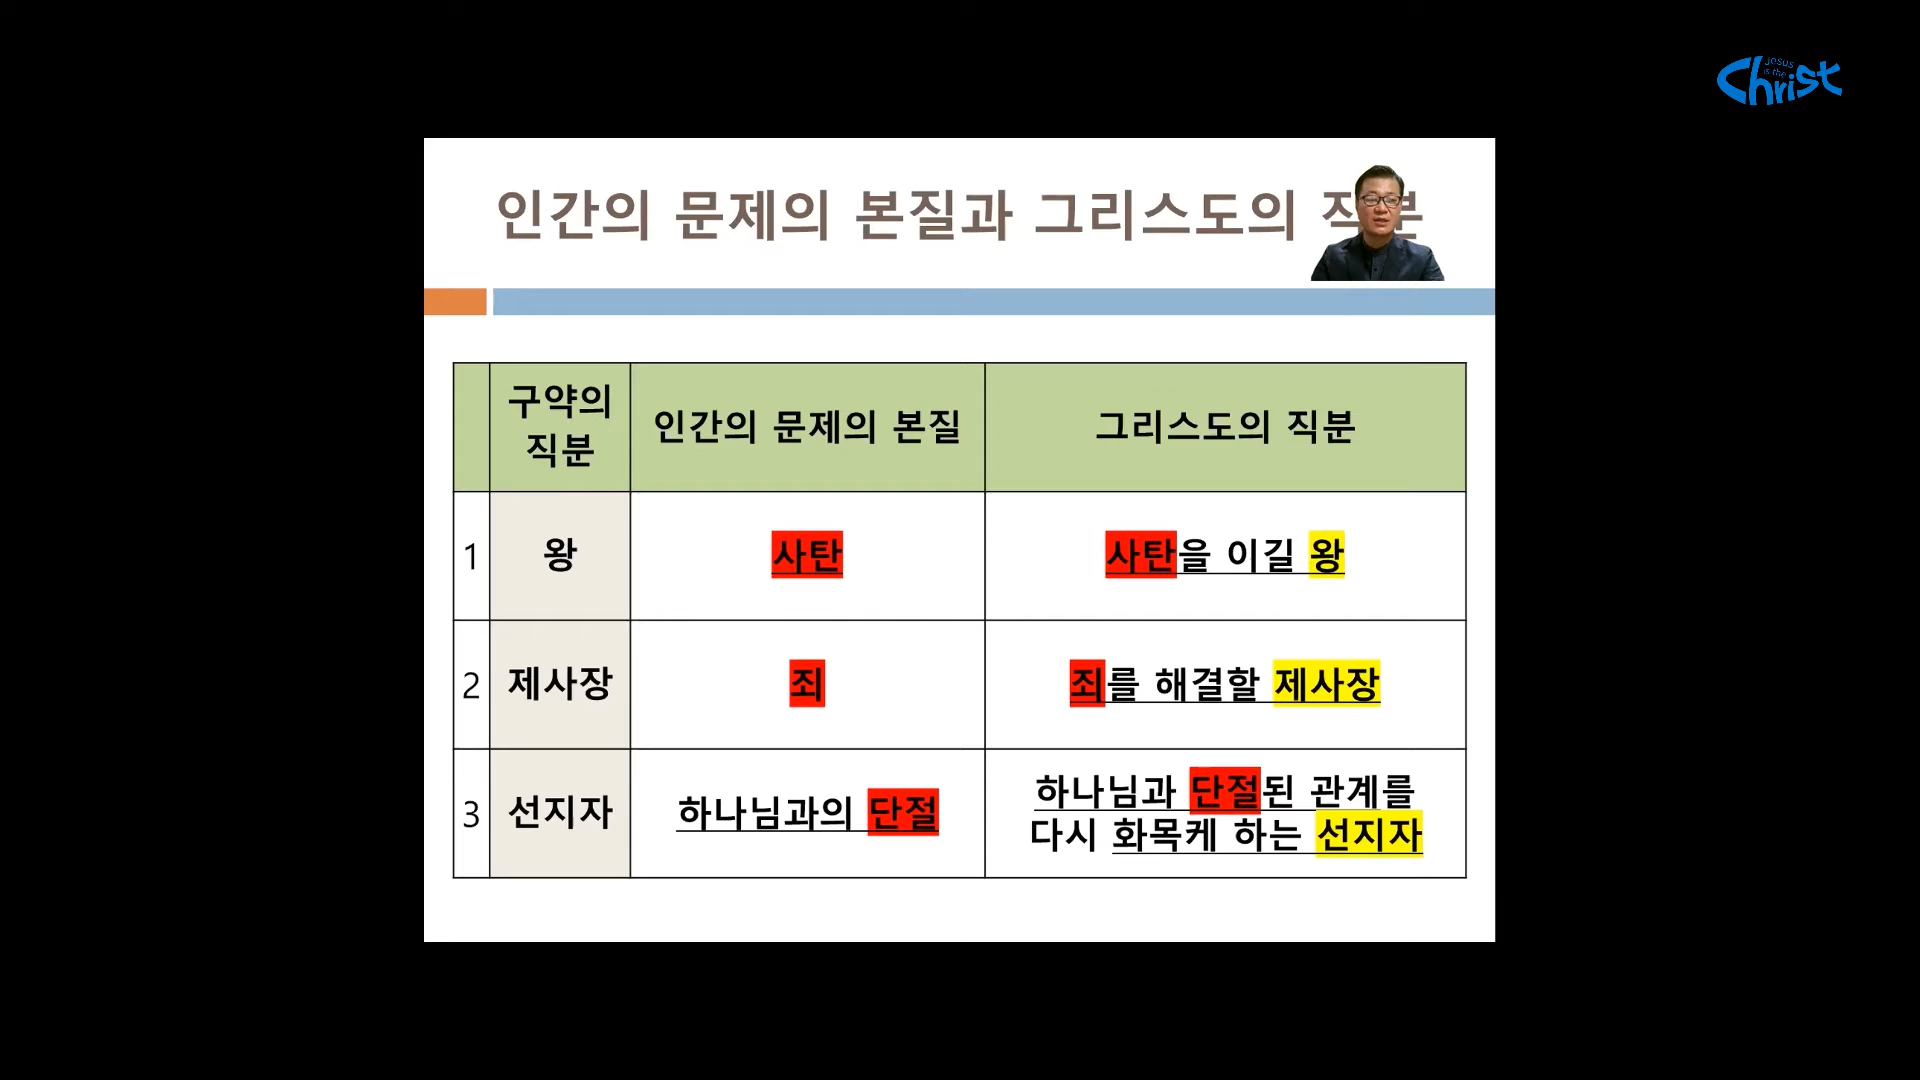 Jesus
is the
Christ
인간의 문제의 본질과 그리스도의 직분
구약의
직분
인간의 문제의 본질
그리스도의 직분
1
왕
사탄
사탄을 이길 왕
2
제사장
죄
죄를 해결할 제사장
3
선지자
하나님과의 단절
하나님과 단절된 관계를
다시 화목케 하는 선지자